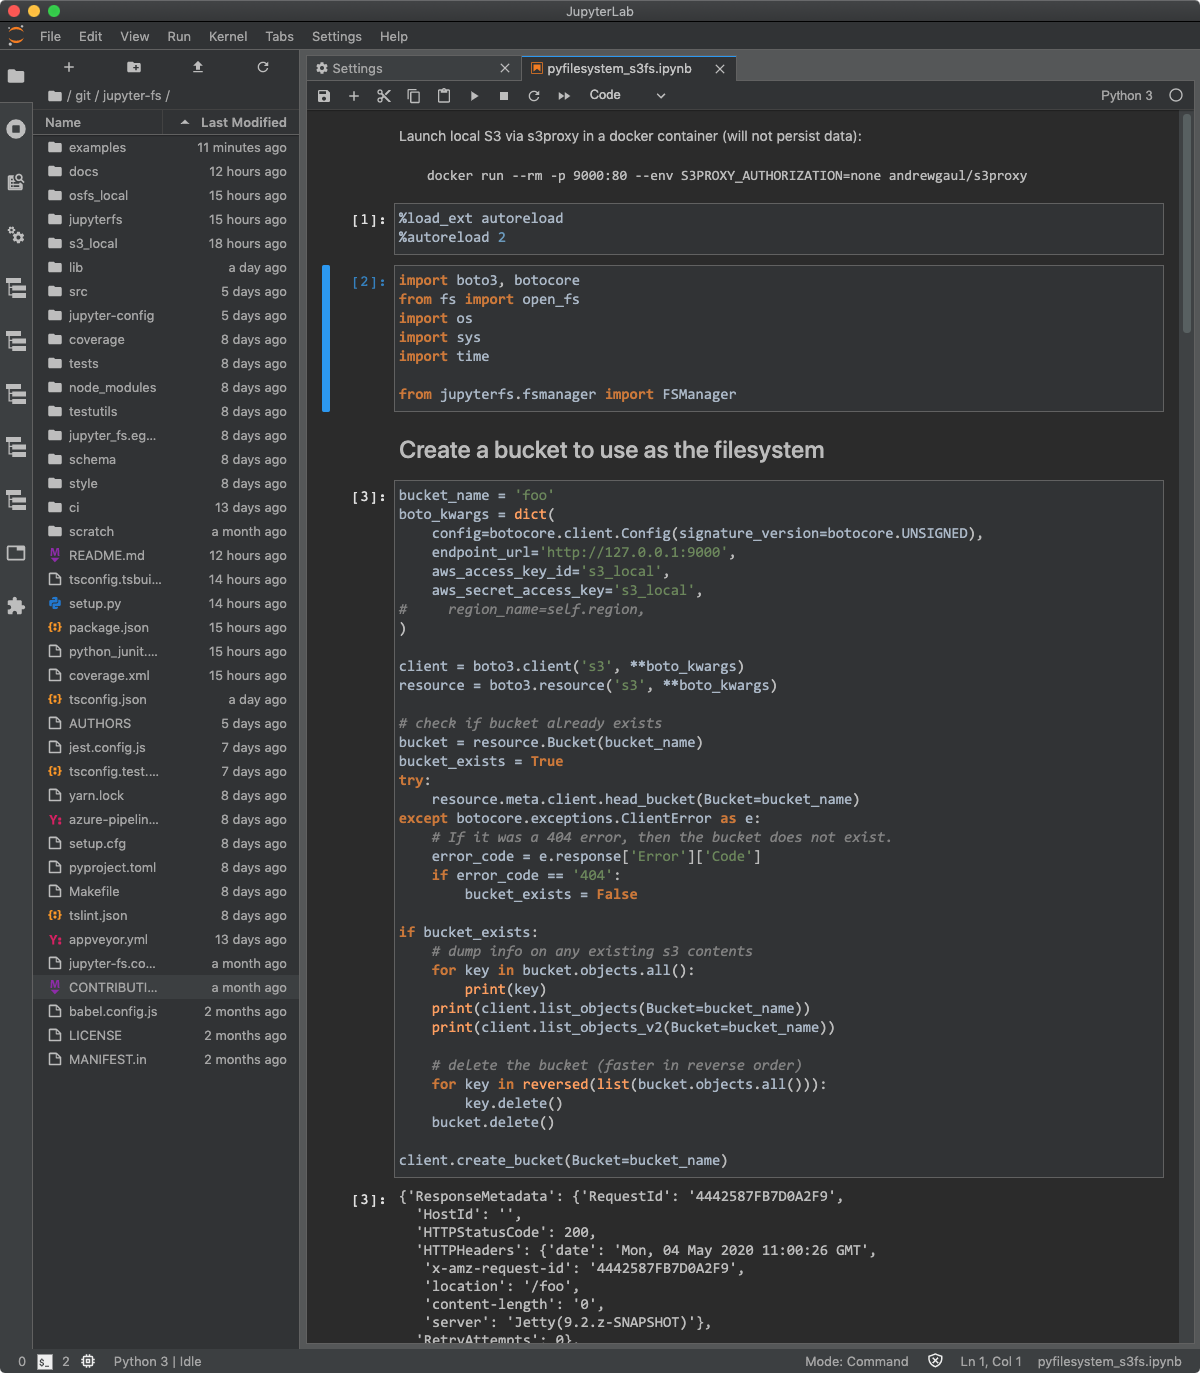 JupyterLab
File Edit View Run Kernel Tabs Settings Help
/ git / jupyter-fs /
Name Last Modified
examples 11 minutes ago
docs 12 hours ago
osfs_local 15 hours ago
jupyterfs 15 hours ago
s3_local 18 hours ago
lib a day ago
src 5 days ago
jupyter-config 5 days ago
coverage 8 days ago
tests 8 days ago
node_modules 8 days ago
testutils 8 days ago
jupyter_fs.eg... 8 days ago
schema 8 days ago
style 8 days ago
ci 13 days ago
scratch a month ago
README.md 12 hours ago
tsconfig.tsbui... 14 hours ago
setup.py 14 hours ago
package.json 15 hours ago
python_junit.... 15 hours ago
coverage.xml 15 hours ago
tsconfig.json a day ago
AUTHORS 5 days ago
jest.config.js 7 days ago
tsconfig.test.... 7 days ago
yarn.lock 8 days ago
azure-pipelin... 8 days ago
setup.cfg 8 days ago
pyproject.toml 8 days ago
Makefile 8 days ago
tslint.json 8 days ago
appveyor.yml 13 days ago
jupyter-fs.co... a month ago
CONTRIBUTI... a month ago
babel.config.js 2 months ago
LICENSE 2 months ago
MANIFEST.in 2 months ago
Settings pyfilesystem_s3fs.ipynb
Code Python 3
Launch local S3 via s3proxy in a docker container (will not persist data):
docker run --rm -p 9000:80 --env S3PROXY_AUTHORIZATION=none andrewgaul/s3proxy
[1]: %load_ext autoreload
%autoreload 2
[2]: import boto3, botocore
from fs import open_fs
import os
import sys
import time
from jupyterfs.fsmanager import FSManager
Create a bucket to use as the filesystem
[3]: bucket_name = 'foo'
boto_kwargs = dict(
    config=botocore.client.Config(signature_version=botocore.UNSIGNED),
    endpoint_url='http://127.0.0.1:9000',
    aws_access_key_id='s3_local',
    aws_secret_access_key='s3_local',
#     region_name=self.region,
)
client = boto3.client('s3', **boto_kwargs)
resource = boto3.resource('s3', **boto_kwargs)
# check if bucket already exists
bucket = resource.Bucket(bucket_name)
bucket_exists = True
try:
    resource.meta.client.head_bucket(Bucket=bucket_name)
except botocore.exceptions.ClientError as e:
    # If it was a 404 error, then the bucket does not exist.
    error_code = e.response['Error']['Code']
    if error_code == '404':
        bucket_exists = False
if bucket_exists:
    # dump info on any existing s3 contents
    for key in bucket.objects.all():
        print(key)
    print(client.list_objects(Bucket=bucket_name))
    print(client.list_objects_v2(Bucket=bucket_name))
    # delete the bucket (faster in reverse order)
    for key in reversed(list(bucket.objects.all())):
        key.delete()
    bucket.delete()
client.create_bucket(Bucket=bucket_name)
[3]: {'ResponseMetadata': {'RequestId': '4442587FB7D0A2F9',
  'HostId': '',
  'HTTPStatusCode': 200,
  'HTTPHeaders': {'date': 'Mon, 04 May 2020 11:00:26 GMT',
   'x-amz-request-id': '4442587FB7D0A2F9',
   'location': '/foo',
   'content-length': '0',
   'server': 'Jetty(9.2.z-SNAPSHOT)'},
  'RetryAttempts': 0},
0 2 Python 3 | Idle Mode: Command Ln 1, Col 1 pyfilesystem_s3fs.ipynb